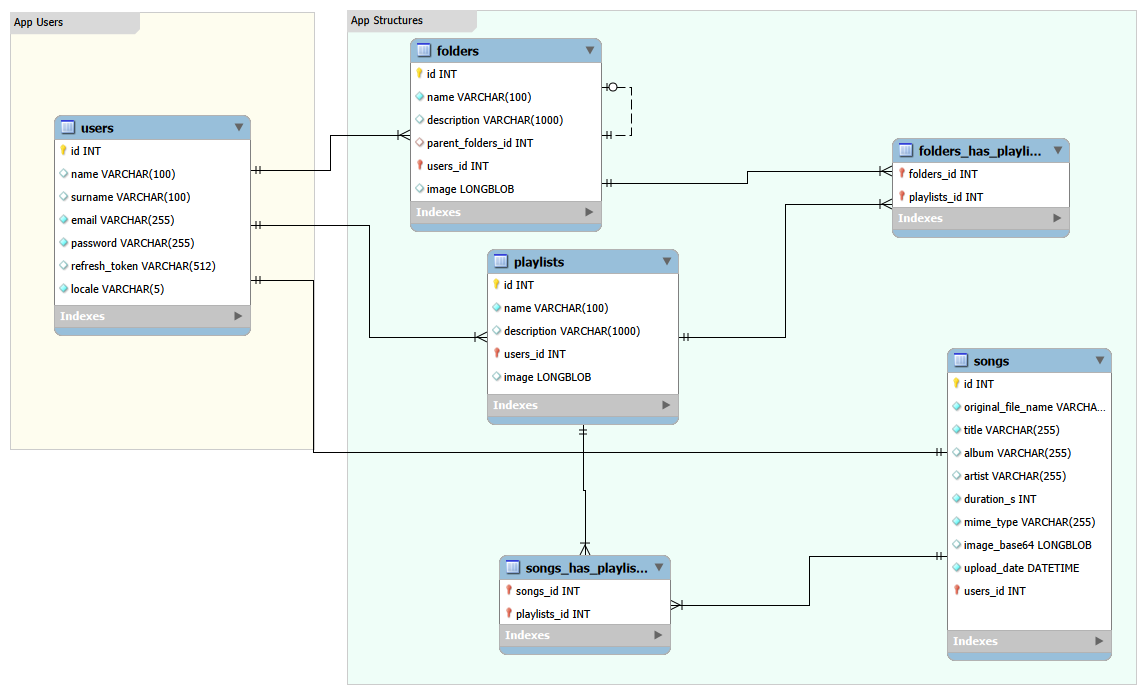 App Users
App Structures
users
id INT
name VARCHAR(100)
surname VARCHAR(100)
email VARCHAR(255)
password VARCHAR(255)
refresh_token VARCHAR(512)
locale VARCHAR(5)
Indexes
folders
id INT
name VARCHAR(100)
description VARCHAR(1000)
parent_folders_id INT
users_id INT
image LONGBLOB
Indexes
folders_has_playli...
folders_id INT
playlists_id INT
Indexes
playlists
id INT
name VARCHAR(100)
description VARCHAR(1000)
users_id INT
image LONGBLOB
Indexes
songs
id INT
original_file_name VARCHA...
title VARCHAR(255)
album VARCHAR(255)
artist VARCHAR(255)
duration_s INT
mime_type VARCHAR(255)
image_base64 LONGBLOB
upload_date DATETIME
users_id INT
Indexes
songs_has_playlis...
songs_id INT
playlists_id INT
Indexes